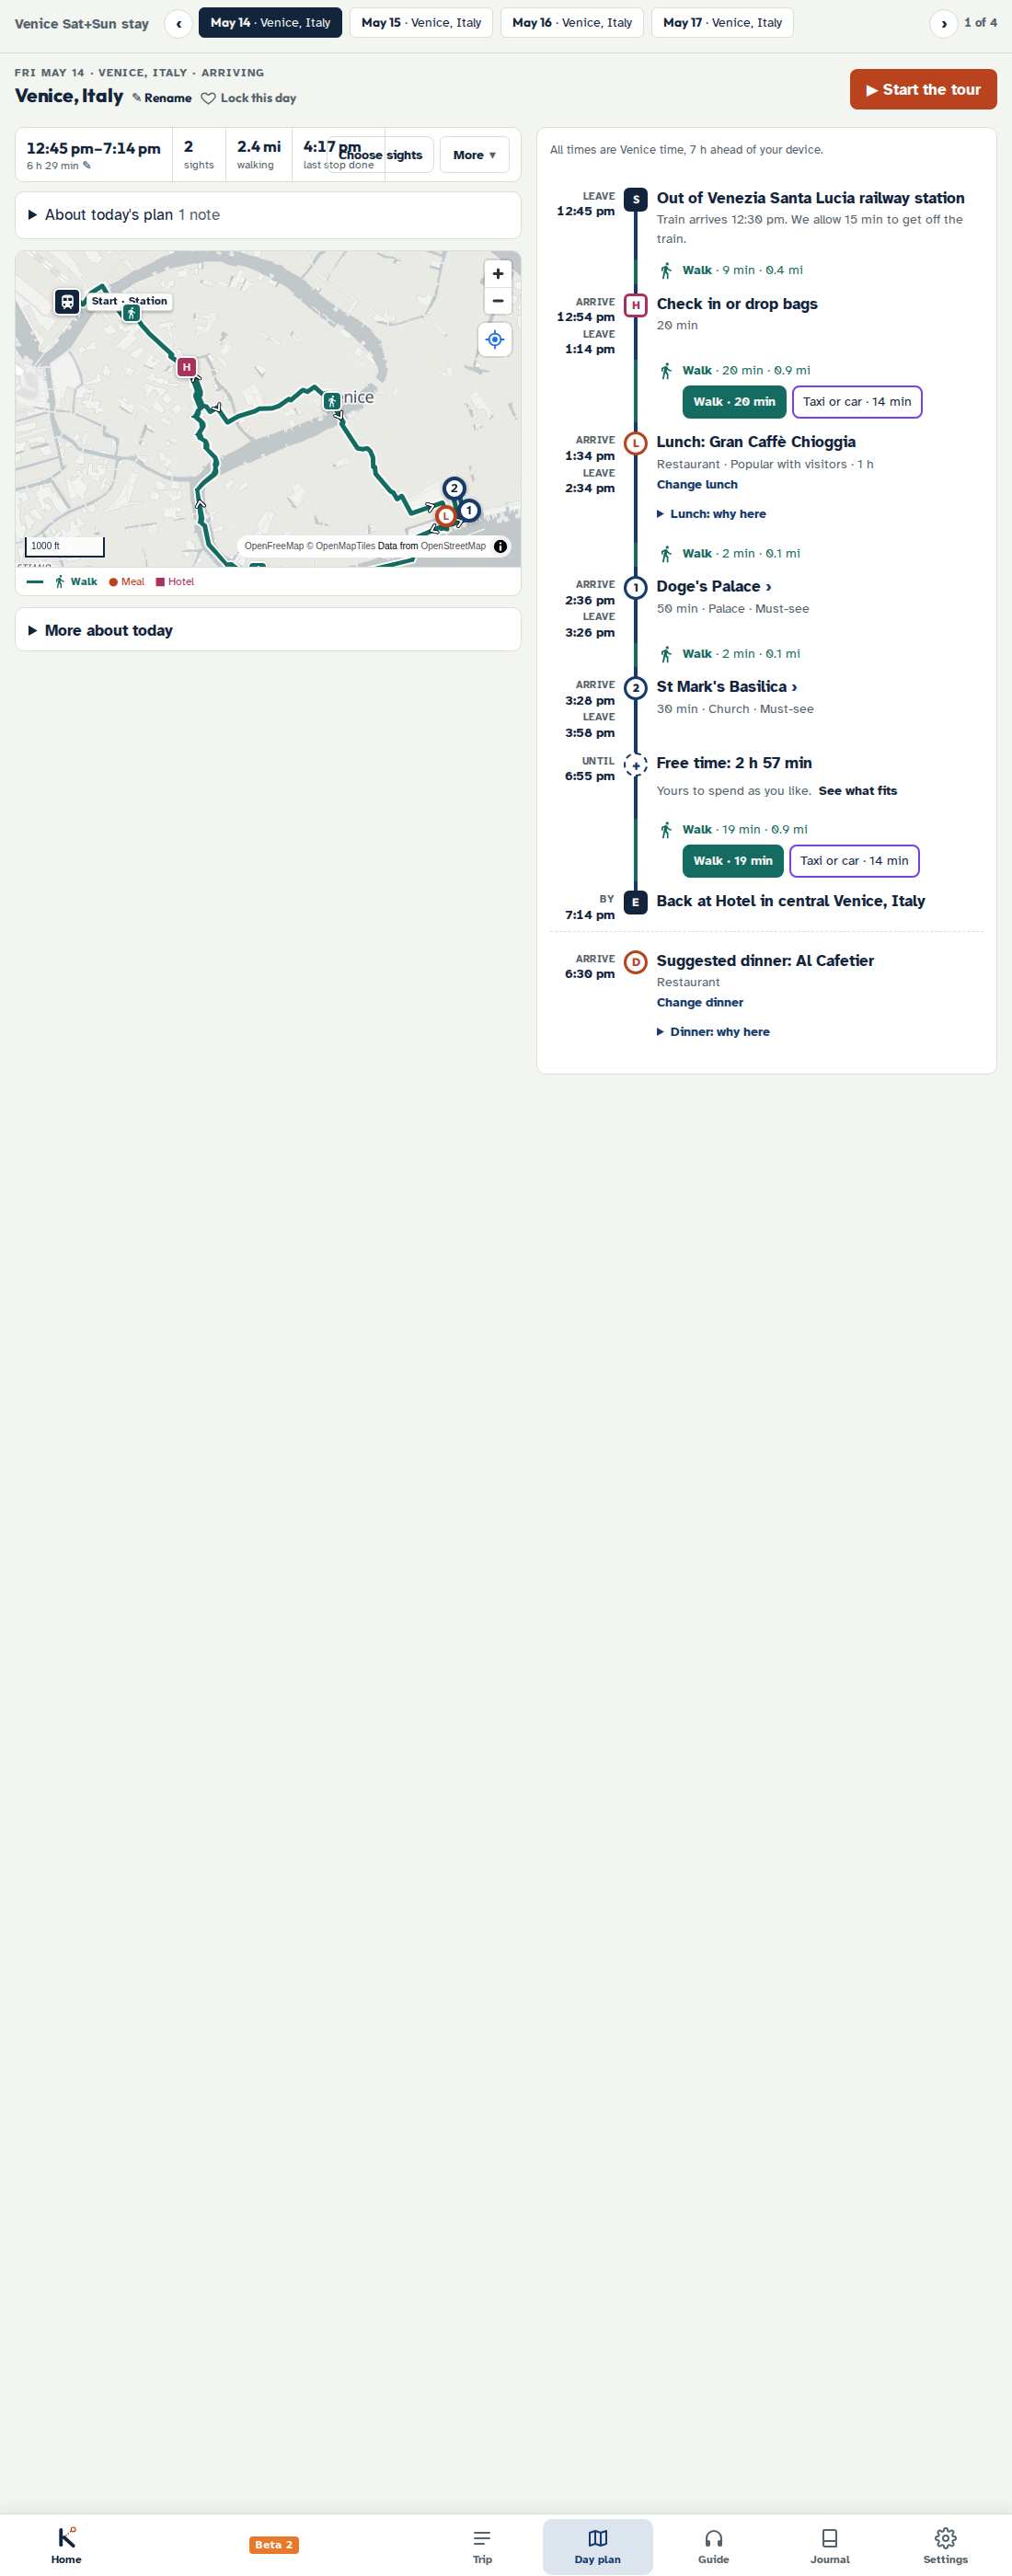 Venice Sat+Sun stay
‹
May 14 · Venice, Italy
May 15 · Venice, Italy
May 16 · Venice, Italy
May 17 · Venice, Italy
›
1 of 4
FRI MAY 14 · VENICE, ITALY · ARRIVING
Venice, Italy ✎ Rename Lock this day
▶ Start the tour
12:45 pm–7:14 pm
6 h 29 min ✎
2
sights
2.4 mi
walking
4:17 pm
last stop done
Choose sights
More ▾
▶ About today's plan 1 note
Start · Station
H
2
1
L
+
−
1000 ft
OpenFreeMap © OpenMapTiles Data from OpenStreetMap
Walk
Meal
Hotel
▶ More about today
All times are Venice time, 7 h ahead of your device.
LEAVE
12:45 pm
S
Out of Venezia Santa Lucia railway station
Train arrives 12:30 pm. We allow 15 min to get off the
train.
Walk · 9 min · 0.4 mi
ARRIVE
12:54 pm
LEAVE
1:14 pm
H
Check in or drop bags
20 min
Walk · 20 min · 0.9 mi
Walk · 20 min
Taxi or car · 14 min
ARRIVE
1:34 pm
LEAVE
2:34 pm
L
Lunch: Gran Caffè Chioggia
Restaurant · Popular with visitors · 1 h
Change lunch
▶ Lunch: why here
Walk · 2 min · 0.1 mi
ARRIVE
2:36 pm
LEAVE
3:26 pm
1
Doge's Palace ›
50 min · Palace · Must-see
Walk · 2 min · 0.1 mi
ARRIVE
3:28 pm
LEAVE
3:58 pm
2
St Mark's Basilica ›
30 min · Church · Must-see
UNTIL
6:55 pm
+
Free time: 2 h 57 min
Yours to spend as you like. See what fits
Walk · 19 min · 0.9 mi
Walk · 19 min
Taxi or car · 14 min
BY
7:14 pm
E
Back at Hotel in central Venice, Italy
ARRIVE
6:30 pm
D
Suggested dinner: Al Cafetier
Restaurant
Change dinner
▶ Dinner: why here
Home
Beta 2
Trip
Day plan
Guide
Journal
Settings